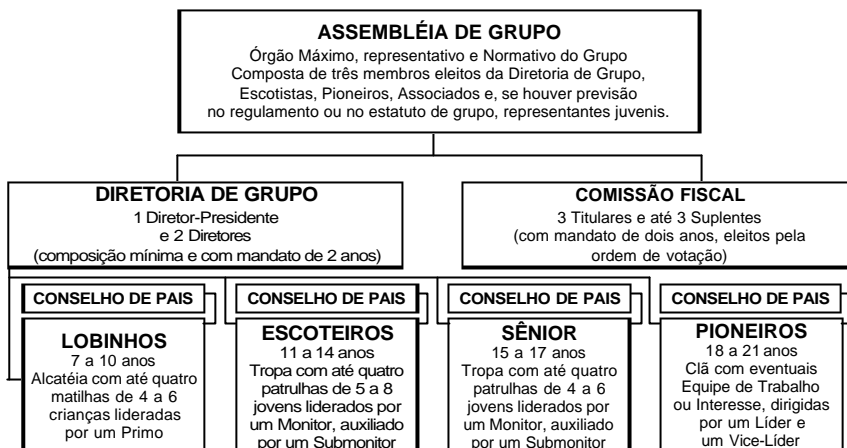 ASSEMBLÉIA DE GRUPO
Órgão Máximo, representativo e Normativo do Grupo
Composta de três membros eleitos da Diretoria de Grupo,
Escotistas, Pioneiros, Associados e, se houver previsão
no regulamento ou no estatuto de grupo, representantes juvenis.
DIRETORIA DE GRUPO
1 Diretor-Presidente
e 2 Diretores
(composição mínima e com mandato de 2 anos)
COMISSÃO FISCAL
3 Titulares e até 3 Suplentes
(com mandato de dois anos, eleitos pela
ordem de votação)
CONSELHO DE PAIS
LOBINHOS
7 a 10 anos
Alcatéia com até quatro
matilhas de 4 a 6
crianças lideradas
por um Primo
CONSELHO DE PAIS
ESCOTEIROS
11 a 14 anos
Tropa com até quatro
patrulhas de 5 a 8
jovens liderados por
um Monitor, auxiliado
por um Submonitor
CONSELHO DE PAIS
SÊNIOR
15 a 17 anos
Tropa com até quatro
patrulhas de 4 a 6
jovens liderados por
um Monitor, auxiliado
por um Submonitor
CONSELHO DE PAIS
PIONEIROS
18 a 21 anos
Clã com eventuais
Equipe de Trabalho
ou Interesse, dirigidas
por um Líder e
um Vice-Líder